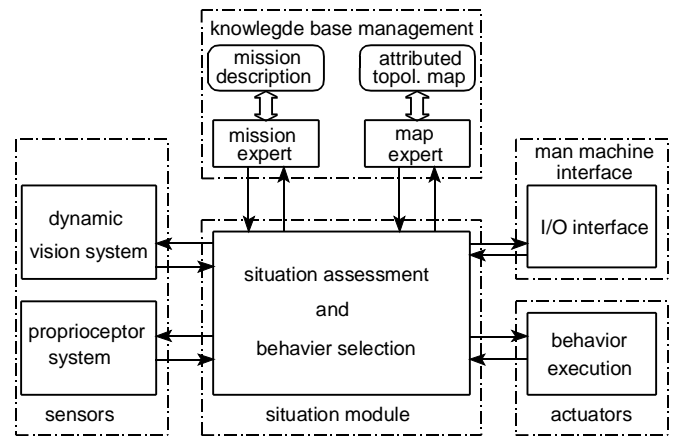 knowlegde base management
mission
description
attributed
topol. map
mission
expert
map
expert
man machine
interface
I/O interface
dynamic
vision system
situation assessment
and
behavier selection
proprioceptor
system
behavior
execution
sensors
situation module
actuators